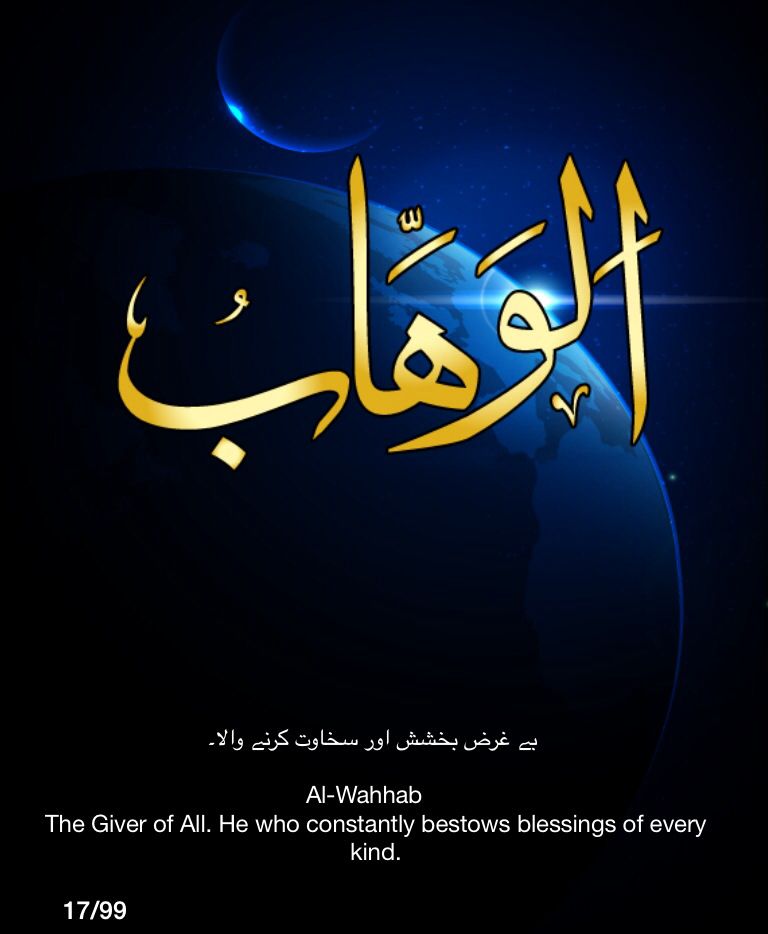 الَوَهَّابُ
بے غرض بخشش اور سخاوت کرنے والا۔
Al-Wahhab
The Giver of All. He who constantly bestows blessings of every
kind.
17/99